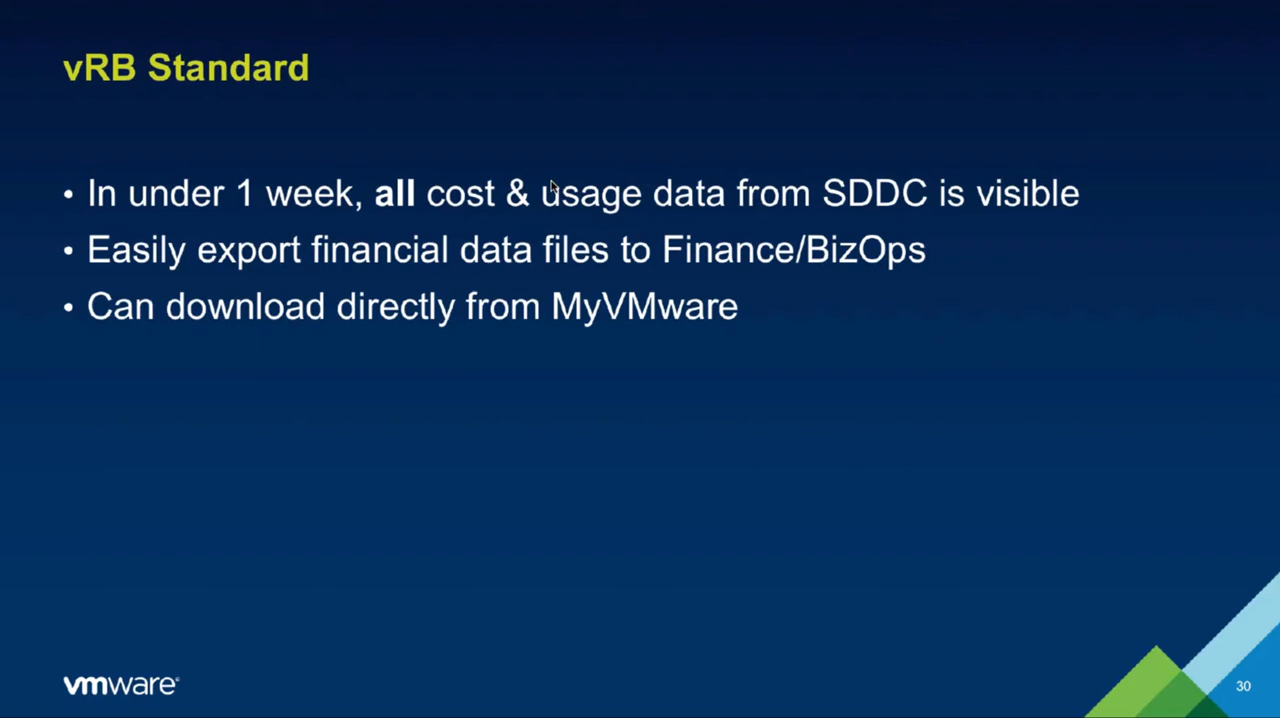 vRB Standard
• In under 1 week, all cost & usage data from SDDC is visible
• Easily export financial data files to Finance/BizOps
• Can download directly from MyVMware
vmware®
30